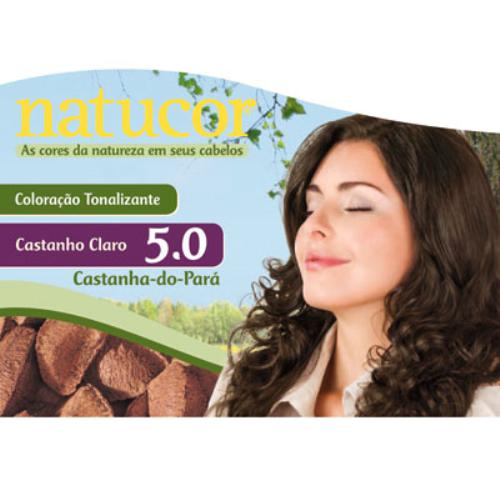 natucor
As cores da natureza em seus cabelos
Coloração Tonalizante
Castanho Claro 5.0
Castanha-do-Pará